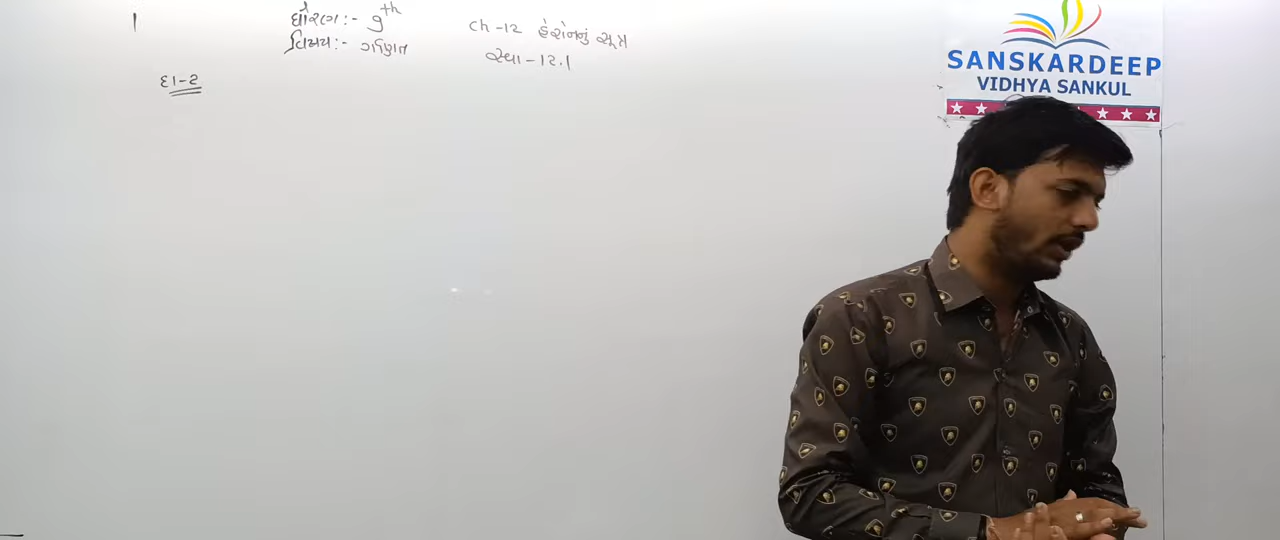 ધોરણ:- 9th
વિષય:- ગણિત
Ch-12 હેરોનનું સૂત્ર
સ્વા-12.1
દા-2
SANSKARDEEP
VIDHYA SANKUL